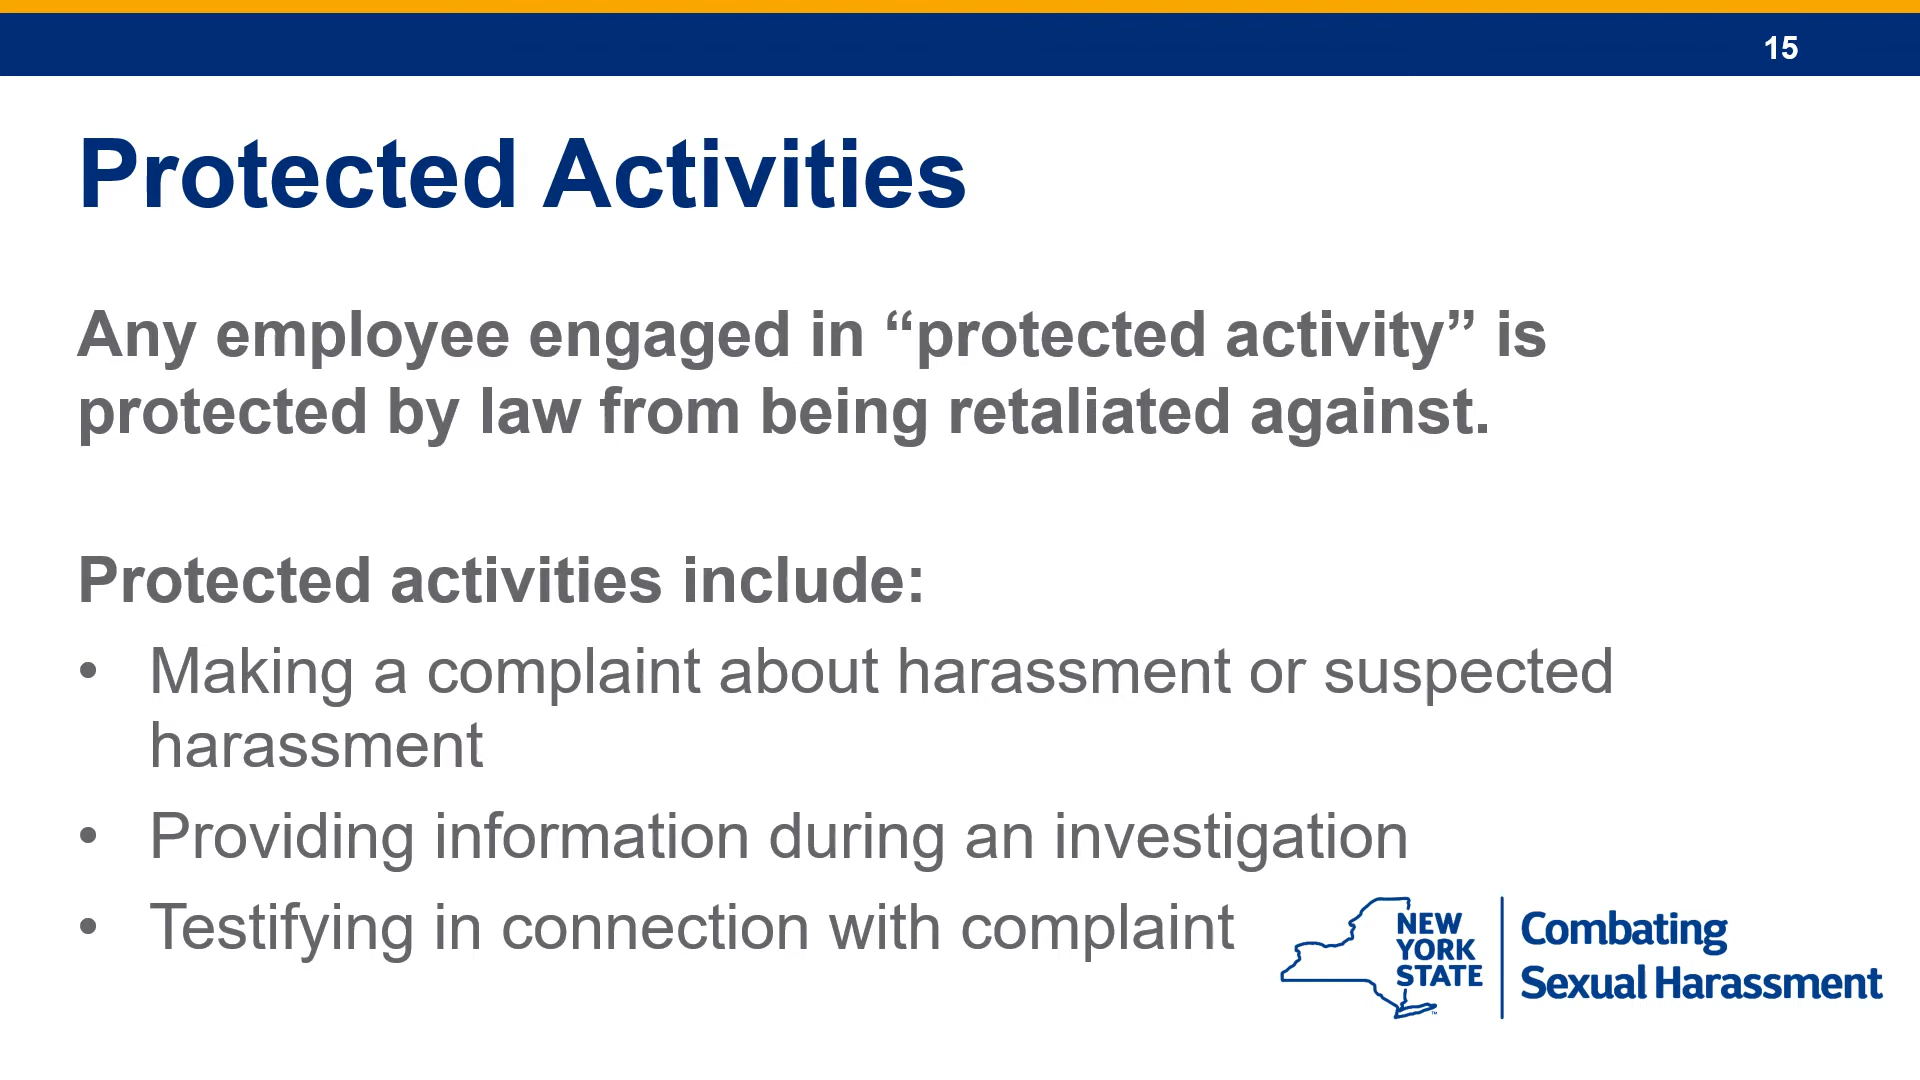 15
Protected Activities
Any employee engaged in “protected activity” is
protected by law from being retaliated against.
Protected activities include:
• Making a complaint about harassment or suspected
harassment
• Providing information during an investigation
• Testifying in connection with complaint
NEW
YORK
STATE
™
Combating
Sexual Harassment